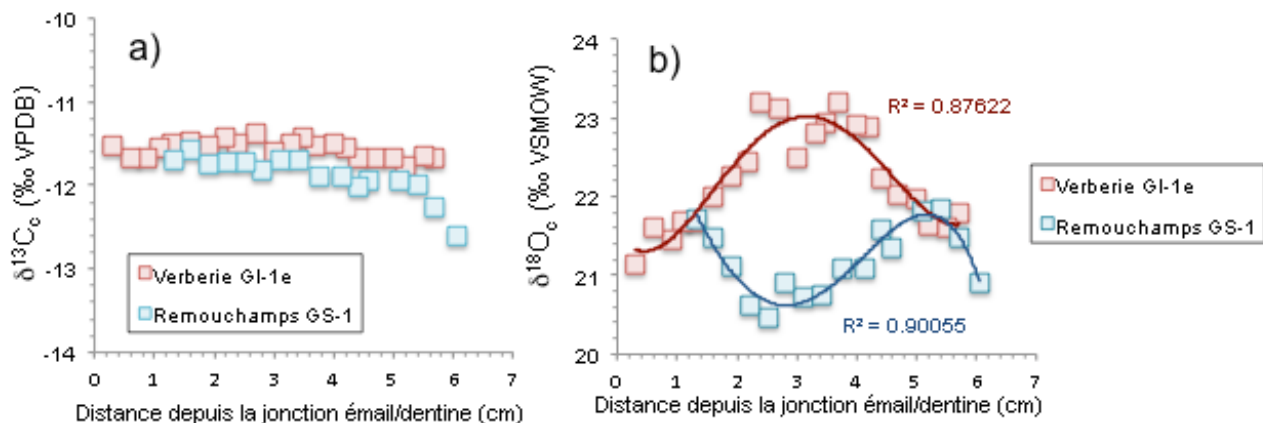 a)
-10
-11
-12
-13
-14
δ13Cc (‰ VPDB)
Verberie GI-1e
Remouchamps GS-1
0 1 2 3 4 5 6 7
Distance depuis la jonction émail/dentine (cm)
b)
24
23
22
21
20
δ18Oc (‰ VSMOW)
R² = 0.87622
R² = 0.90055
0 1 2 3 4 5 6 7
Distance depuis la jonction émail/dentine (cm)
Verberie GI-1e
Remouchamps GS-1